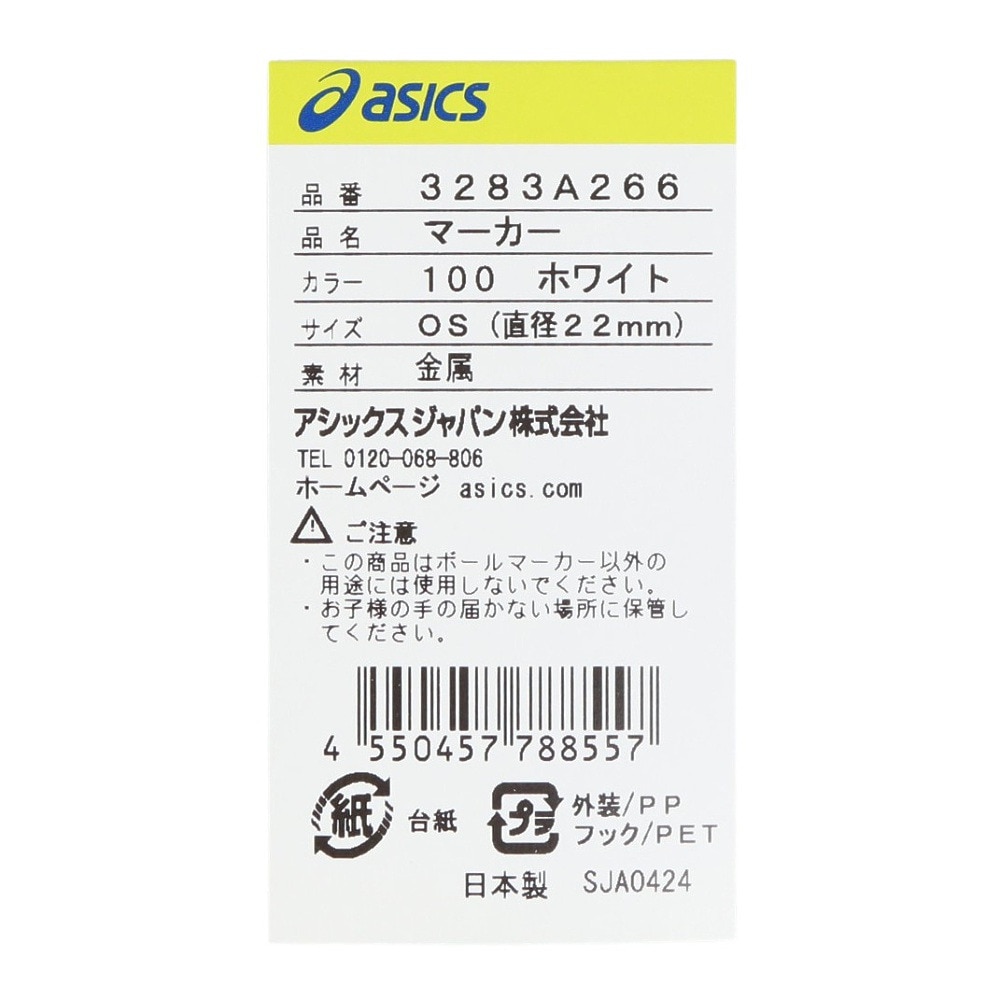 asics
品番 3283A266
品名 マーカー
カラー 100 ホワイト
サイズ OS(直径22mm)
素材 金属
アシックスジャパン株式会社
TEL 0120-068-806
ホームページ asics.com
ご注意
・この商品はボールマーカー以外の
用途には使用しないでください。
・お子様の手の届かない場所に保管し
てください。
4 550457 788557
紙 台紙
プラ 外装/PP
フック/PET
日本製 SJA0424